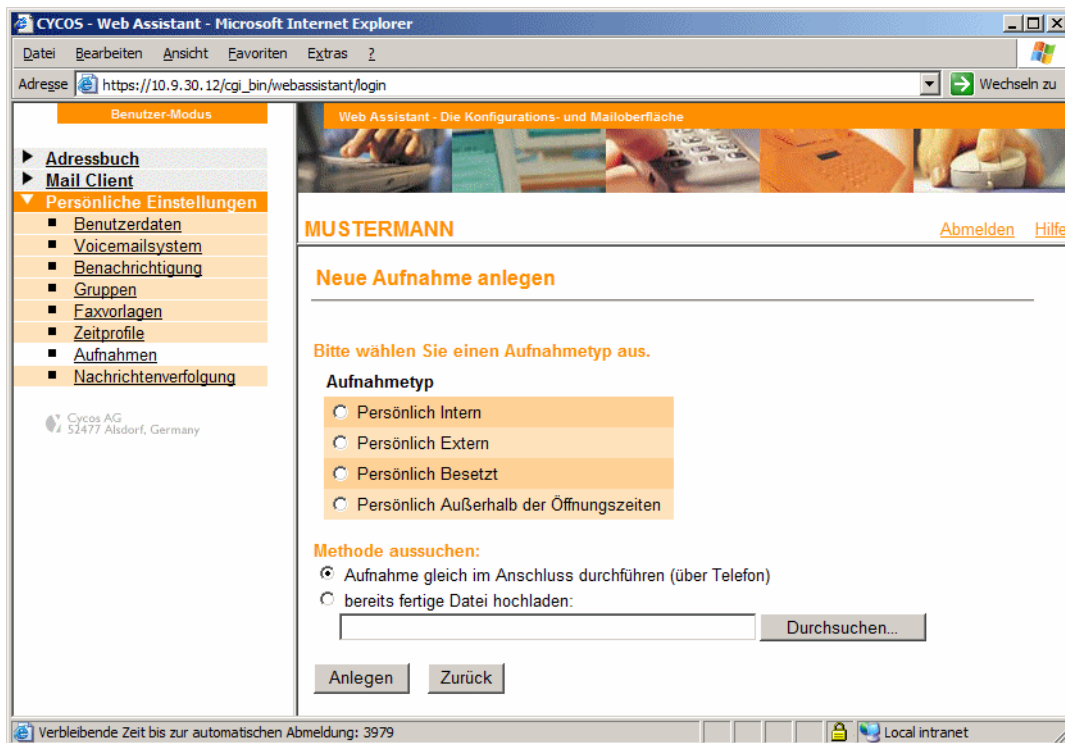 CYCOS - Web Assistant - Microsoft Internet Explorer
Datei Bearbeiten Ansicht Favoriten Extras ?
Adresse https://10.9.30.12/cgi_bin/webassistant/login Wechseln zu
Benutzer-Modus
Web Assistant - Die Konfigurations- und Mailoberfläche
Adressbuch
Mail Client
Persönliche Einstellungen
Benutzerdaten
Voicemailsystem
Benachrichtigung
Gruppen
Faxvorlagen
Zeitprofile
Aufnahmen
Nachrichtenverfolgung
Cycos AG
52477 Alsdorf, Germany
MUSTERMANN
Abmelden Hilfe
Neue Aufnahme anlegen
Bitte wählen Sie einen Aufnahmetyp aus.
Aufnahmetyp
Persönlich Intern
Persönlich Extern
Persönlich Besetzt
Persönlich Außerhalb der Öffnungszeiten
Methode aussuchen:
Aufnahme gleich im Anschluss durchführen (über Telefon)
bereits fertige Datei hochladen:
Durchsuchen...
Anlegen Zurück
Verbleibende Zeit bis zur automatischen Abmeldung: 3979 Local intranet